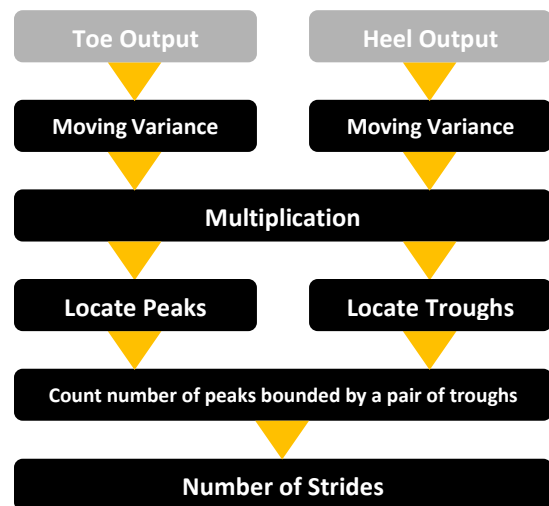 Toe Output
Heel Output
Moving Variance
Moving Variance
Multiplication
Locate Peaks
Locate Troughs
Count number of peaks bounded by a pair of troughs
Number of Strides